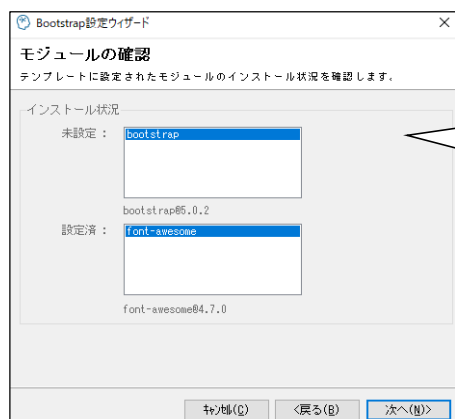 Bootstrap設定ウィザード
モジュールの確認
テンプレートに設定されたモジュールのインストール状況を確認します。
インストール状況
未設定：
bootstrap
bootstrap@5.0.2
設定済：
font-awesome
font-awesome@4.7.0
ｷｬﾝｾﾙ(C) <戻る(B) 次へ(N)>